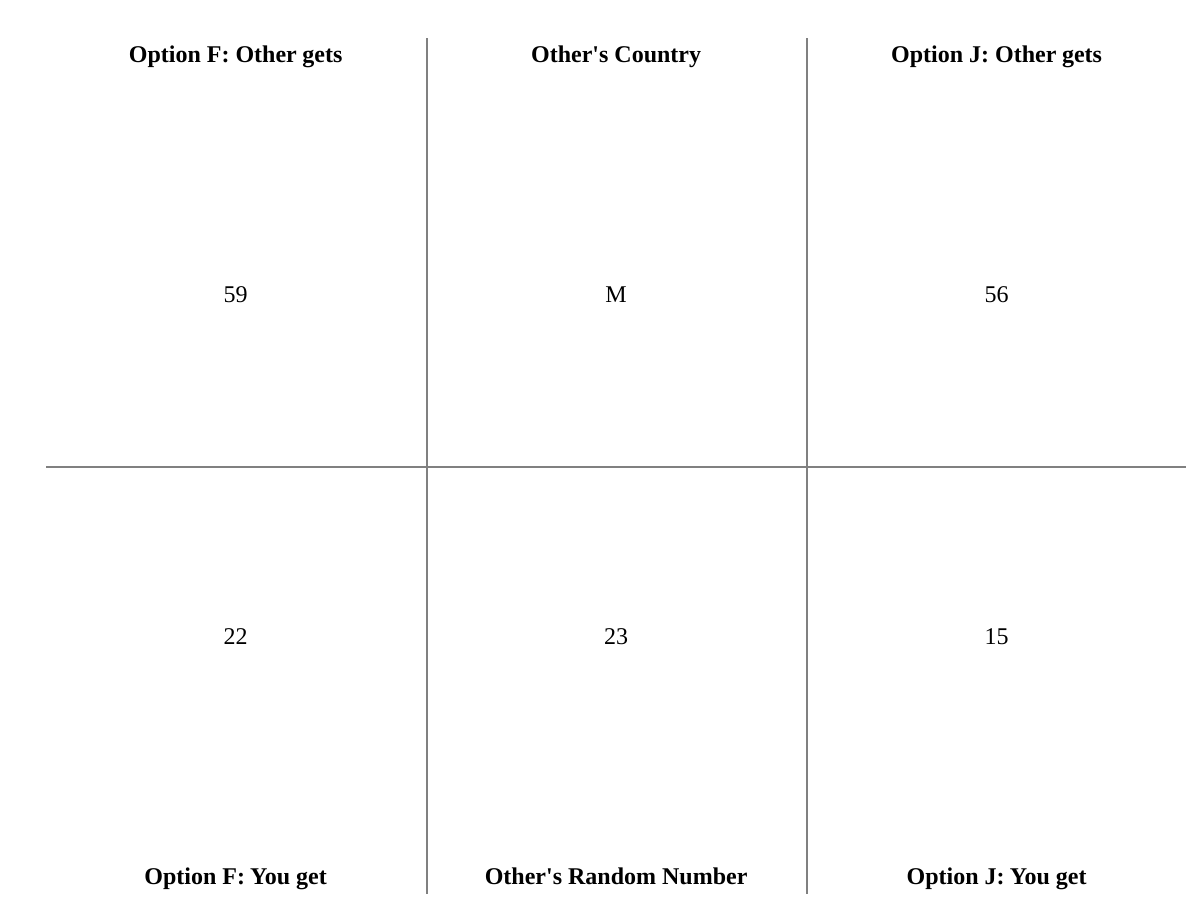 Option F: Other gets
Other's Country
Option J: Other gets
59
M
56
22
23
15
Option F: You get
Other's Random Number
Option J: You get